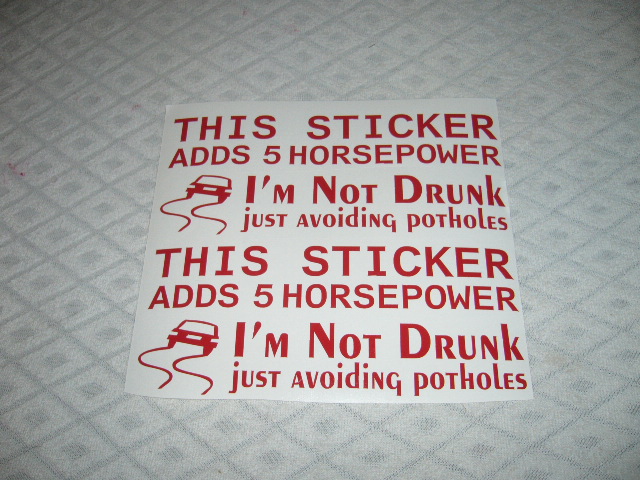 THIS STICKER
ADDS 5 HORSEPOWER
I'm Not Drunk
just avoiding potholes
THIS STICKER
ADDS 5 HORSEPOWER
I'm Not Drunk
just avoiding potholes